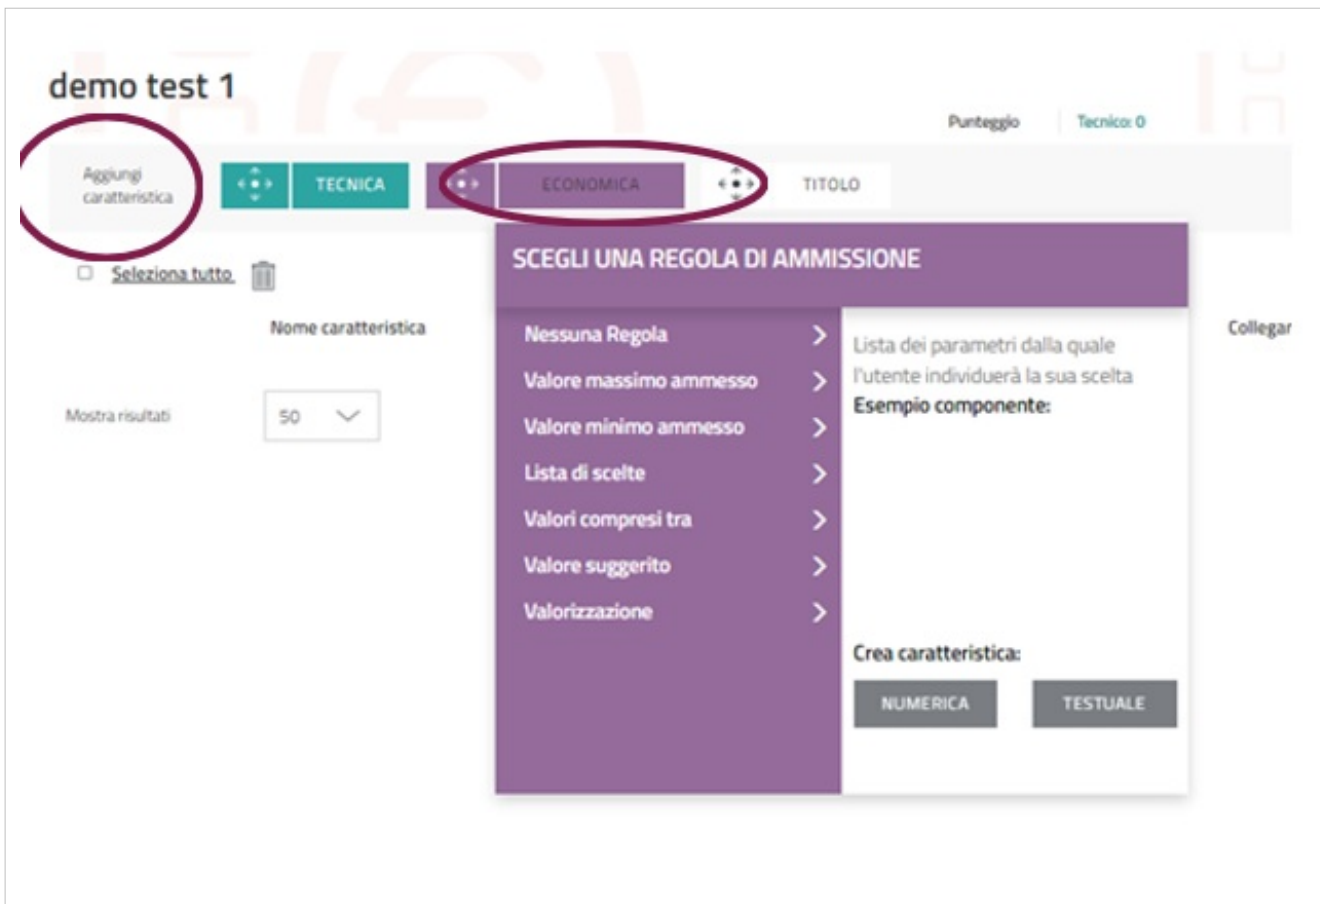 demo test 1
Punteggio
Tecnico: 0
Aggiungi
caratteristica
TECNICA
ECONOMICA
TITOLO
SCEGLI UNA REGOLA DI AMMISSIONE
Seleziona tutto
Nome caratteristica
Collegar
Mostra risultati
50
Nessuna Regola
Valore massimo ammesso
Valore minimo ammesso
Lista di scelte
Valori compresi tra
Valore suggerito
Valorizzazione
Lista dei parametri dalla quale
l'utente individuerà la sua scelta
Esempio componente:
Crea caratteristica:
NUMERICA
TESTUALE